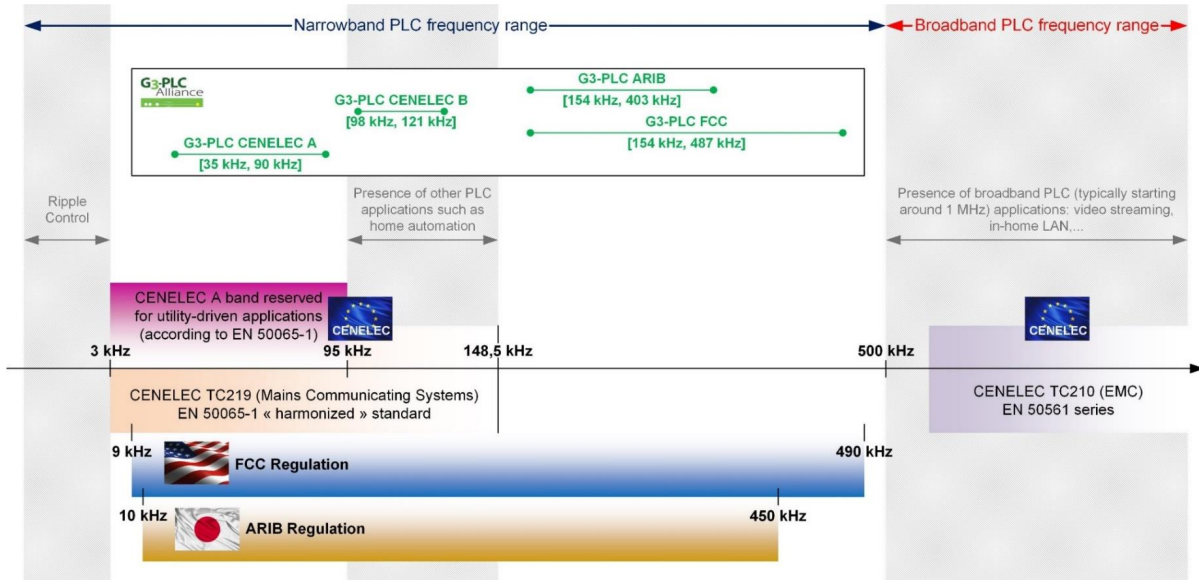 Narrowband PLC frequency range
Broadband PLC frequency range
G3-PLC
Alliance
G3-PLC ARIB
[154 kHz, 403 kHz]
G3-PLC CENELEC B
[98 kHz, 121 kHz]
G3-PLC FCC
[154 kHz, 487 kHz]
G3-PLC CENELEC A
[35 kHz, 90 kHz]
Ripple
Control
Presence of other PLC
applications such as
home automation
Presence of broadband PLC (typically starting
around 1 MHz) applications: video streaming,
in-home LAN,...
CENELEC A band reserved
for utility-driven applications
(according to EN 50065-1)
CENELEC
CENELEC
3 kHz
95 kHz
148,5 kHz
500 kHz
CENELEC TC219 (Mains Communicating Systems)
EN 50065-1 « harmonized » standard
CENELEC TC210 (EMC)
EN 50561 series
9 kHz
490 kHz
FCC Regulation
10 kHz
450 kHz
ARIB Regulation